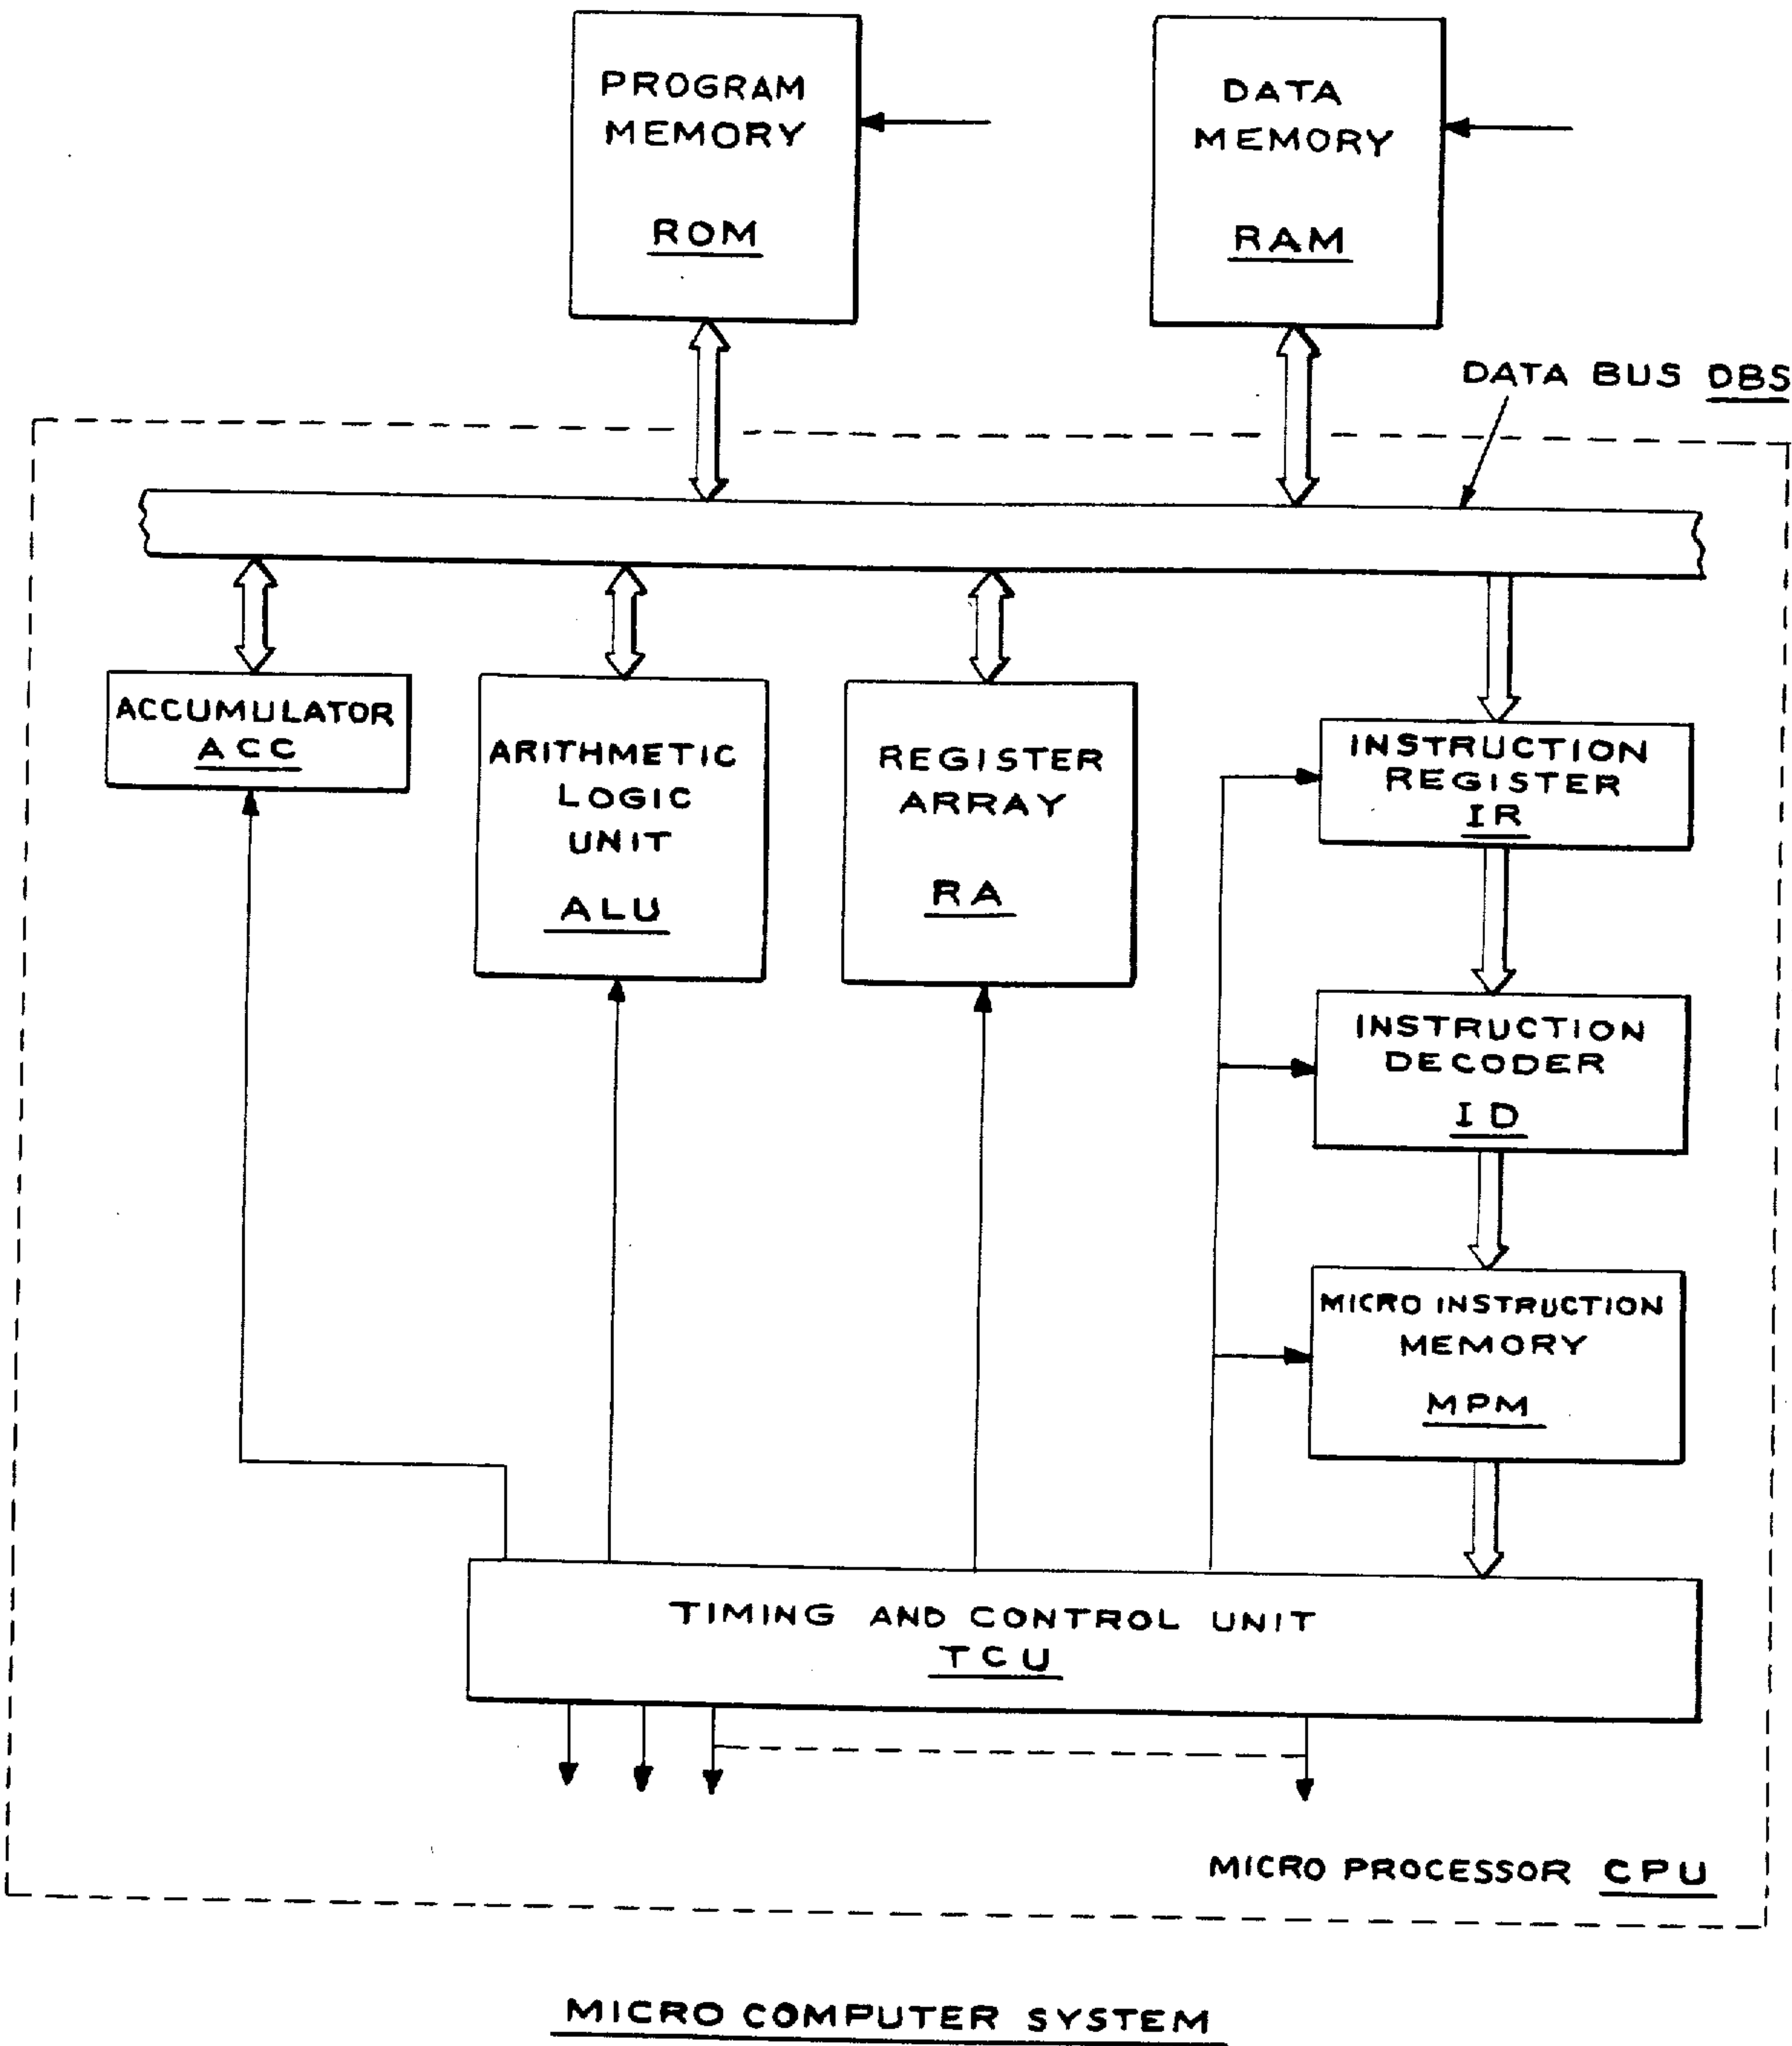 PROGRAM
MEMORY
ROM
DATA
MEMORY
RAM
DATA BUS DBS
ACCUMULATOR
ACC
ARITHMETIC
LOGIC
UNIT
ALU
REGISTER
ARRAY
RA
INSTRUCTION
REGISTER
IR
INSTRUCTION
DECODER
ID
MICRO INSTRUCTION
MEMORY
MPM
TIMING AND CONTROL UNIT
TCU
MICRO PROCESSOR CPU
MICRO COMPUTER SYSTEM